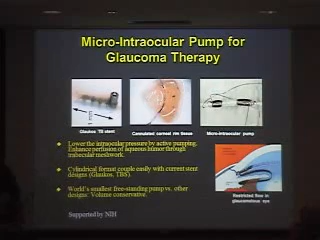 Micro-Intraocular Pump for
Glaucoma Therapy
1mm
Glaukos TB stent
Cannulated corneal rim tissue
Micro-intraocular pump
Lower the intraocular pressure by active pumping.
Enhance perfusion of aqueous humor through
trabecular meshwork.
Cylindrical format couple easily with current stent
designs (Glaukos. TBS).
World's smallest free-standing pump vs. other
designs. Volume conservative.
Restricted flow in
glaucomatous eye
Supported by NIH